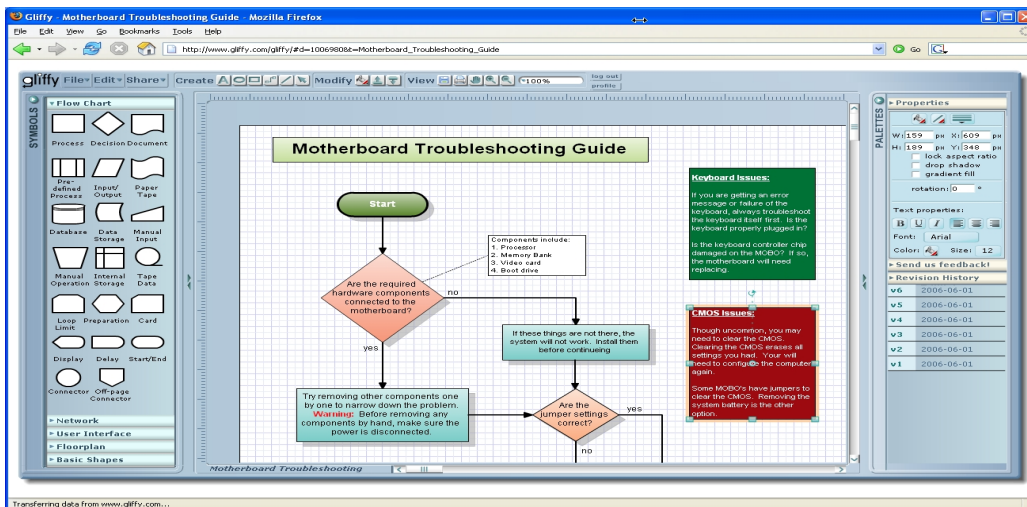 Gliffy - Motherboard Troubleshooting Guide - Mozilla Firefox
File Edit View Go Bookmarks Tools Help
http://www.gliffy.com/gliffy/#d=1006980&t=Motherboard_Troubleshooting_Guide
Go
gliffy File Edit Share Create Modify View 100% log out
profile
SYMBOLS
Flow Chart
Process Decision Document
Pre-
defined
Process
Input/
Output
Paper
Tape
Database
Data
Storage
Manual
Input
Manual
Operation
Internal
Storage
Tape
Data
Loop
Limit
Preparation
Card
Display Delay Start/End
Connector
Off-page
Connector
Network
User Interface
Floorplan
Basic Shapes
Motherboard Troubleshooting Guide
Start
Components include:
1. Processor
2. Memory Bank
3. Video card
4. Boot drive
Are the required
hardware components
connected to the
motherboard?
no
yes
If these things are not there, the
system will not work. Install them
before continuing
Try removing other components one
by one to narrow down the problem.
Warning: Before removing any
components by hand, make sure the
power is disconnected.
Are the
jumper settings
correct?
yes
no
Keyboard Issues:
If you are getting an error
message or failure of the
keyboard, always troubleshoot
the keyboard itself first. Is the
keyboard properly plugged in?
Is the keyboard controller chip
damaged on the MOBO? If so,
the motherboard will need
replacing.
CMOS Issues:
Though uncommon, you may
need to clear the CMOS.
Clearing the CMOS erases all
settings you had. Your will
need to configure the computer
again.
Some MOBO's have jumpers to
clear the CMOS. Removing the
system battery is the other
option.
Motherboard Troubleshooting
PALETTES
Properties
W: 159 px X: 609 px
H: 189 px Y: 348 px
lock aspect ratio
drop shadow
gradient fill
rotation: 0 °
Text properties:
B U I
Font: Arial
Color: Size: 12
Send us feedback!
Revision History
v6 2006-06-01
v5 2006-06-01
v4 2006-06-01
v3 2006-06-01
v2 2006-06-01
v1 2006-06-01
Transferring data from www.gliffy.com...